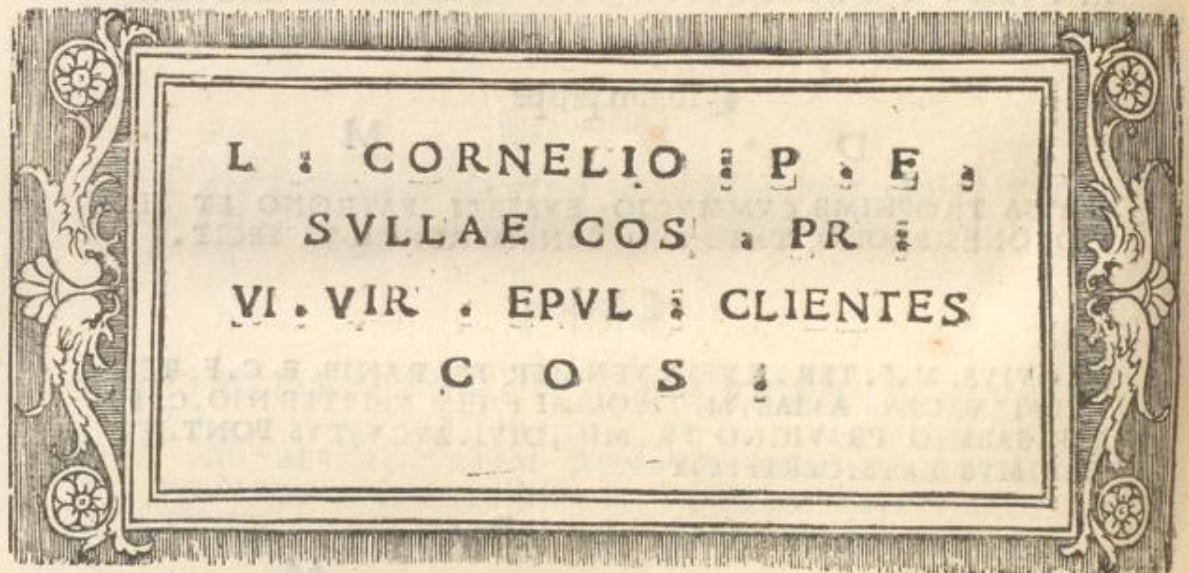 L . CORNELIO . P . F .
SVLLAE COS . PR .
VI . VIR . EPVL . CLIENTES
C O S .